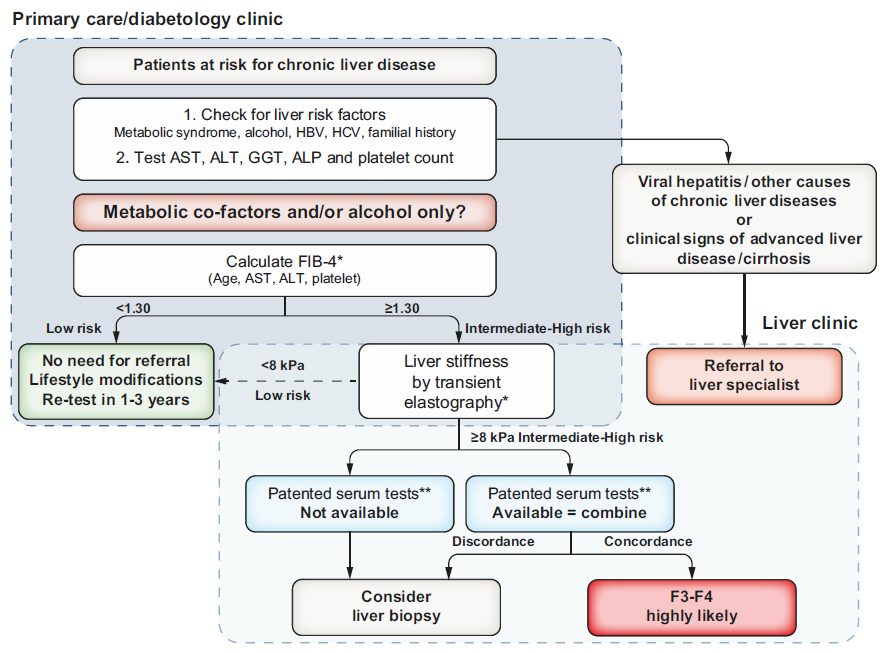 Primary care/diabetology clinic
Patients at risk for chronic liver disease
1. Check for liver risk factors
Metabolic syndrome, alcohol, HBV, HCV, familial history
2. Test AST, ALT, GGT, ALP and platelet count
Viral hepatitis/other causes
of chronic liver diseases
or
clinical signs of advanced liver
disease/cirrhosis
Metabolic co-factors and/or alcohol only?
Calculate FIB-4*
(Age, AST, ALT, platelet)
<1.30
≥1.30
Low risk
Intermediate-High risk
Liver clinic
No need for referral
Lifestyle modifications
Re-test in 1-3 years
<8 kPa
Low risk
Liver stiffness
by transient
elastography*
Referral to
liver specialist
≥8 kPa Intermediate-High risk
Patented serum tests**
Not available
Patented serum tests**
Available = combine
Discordance
Concordance
Consider
liver biopsy
F3-F4
highly likely